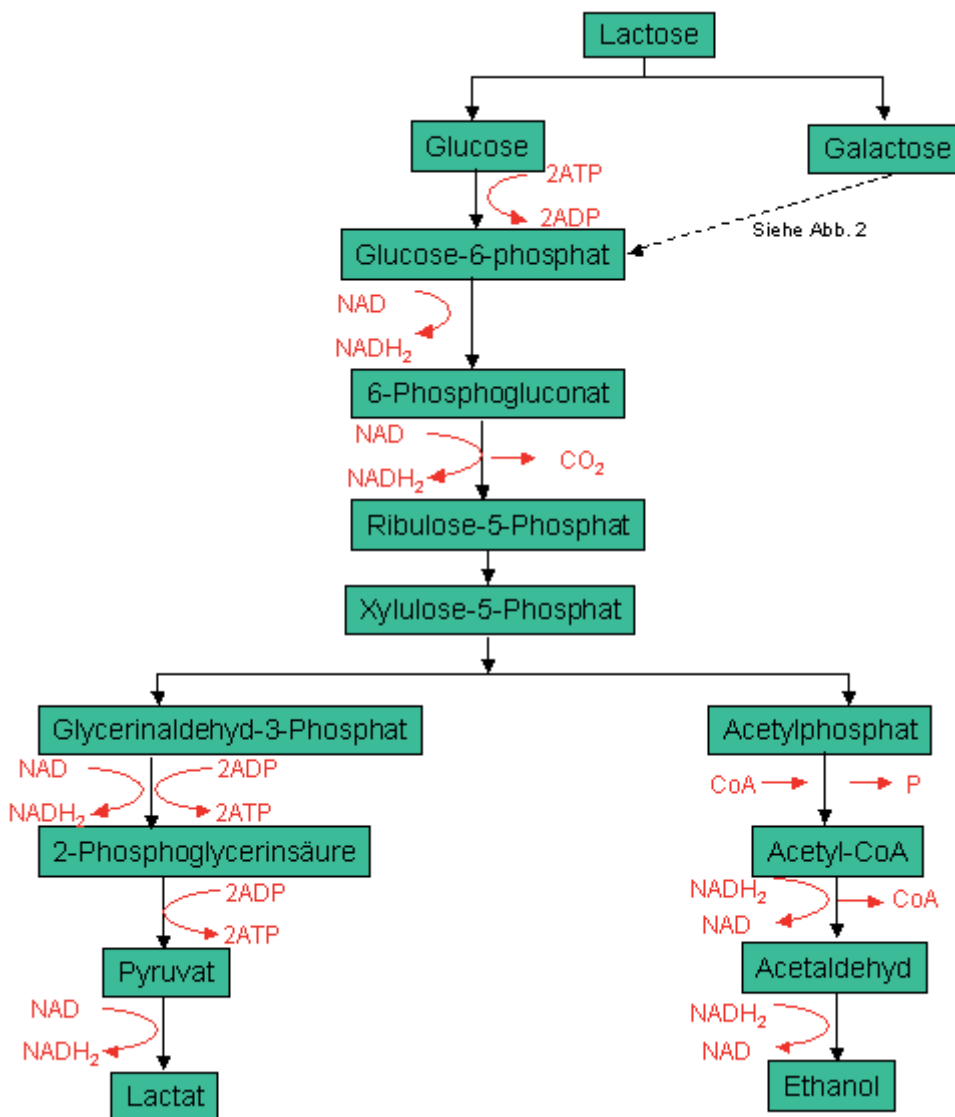 Lactose
Glucose
Galactose
2ATP
2ADP
Siehe Abb. 2
Glucose-6-phosphat
NAD
NADH₂
6-Phosphogluconat
NAD
NADH₂
CO₂
Ribulose-5-Phosphat
Xylulose-5-Phosphat
Glycerinaldehyd-3-Phosphat
Acetylphosphat
NAD
2ADP
NADH₂
2ATP
CoA
P
2-Phosphoglycerinsäure
Acetyl-CoA
2ADP
2ATP
NADH₂
NAD
CoA
Pyruvat
Acetaldehyd
NAD
NADH₂
NADH₂
NAD
Lactat
Ethanol